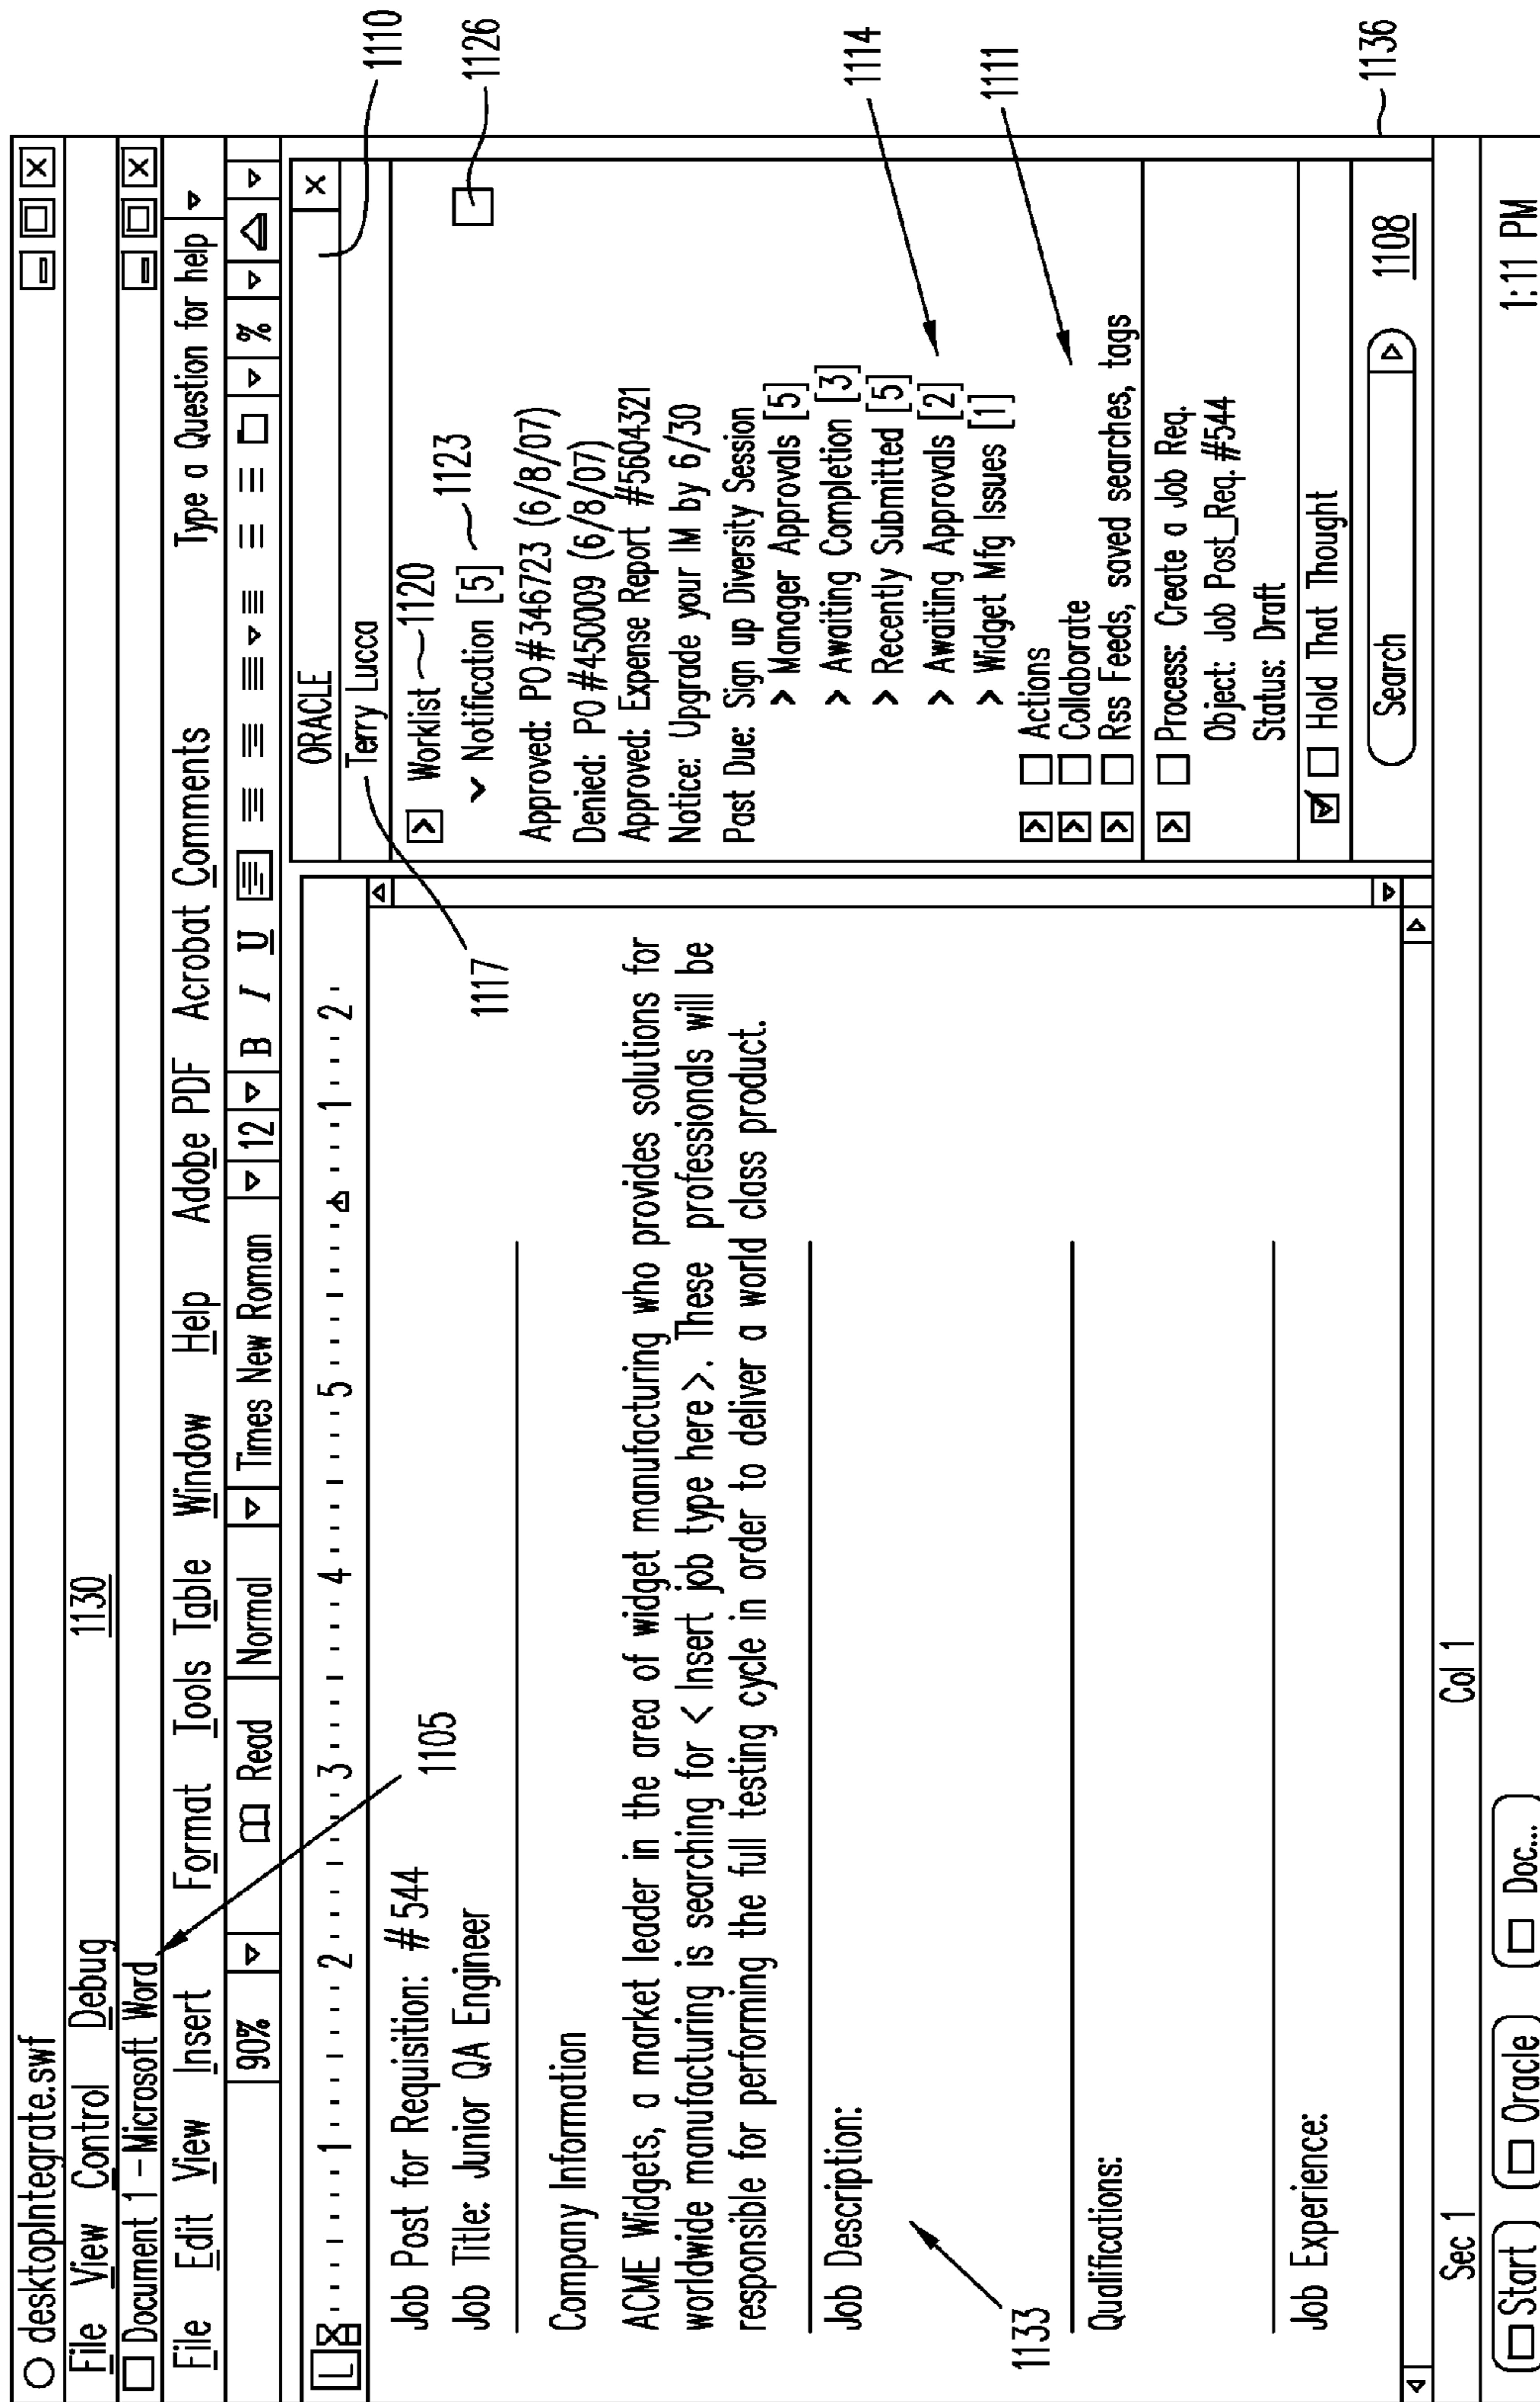 desktopIntegrate.swf
File View Control Debug 1130
Document 1 – Microsoft Word
File Edit View Insert Format Tools Table Window Help Adobe PDF Acrobat Comments Type a Question for help
90% Read Normal Times New Roman 12 B I U %
L 1 2 3 4 5 1 2
1105
Job Post for Requisition: # 544
Job Title: Junior QA Engineer
Company Information
ACME Widgets, a market leader in the area of widget manufacturing who provides solutions for
worldwide manufacturing is searching for < Insert job type here >. These professionals will be
responsible for performing the full testing cycle in order to deliver a world class product.
Job Description:
1133
Qualifications:
Job Experience:
ORACLE X
1110
Terry Lucca
1117
Worklist 1120
Notification [5] 1123
1126
Approved: PO#346723 (6/8/07)
Denied: PO#450009 (6/8/07)
Approved: Expense Report #5604321
Notice: Upgrade your IM by 6/30
Past Due: Sign up Diversity Session
> Manager Approvals [5]
> Awaiting Completion [3]
> Recently Submitted [5]
> Awaiting Approvals [2]
1114
> Widget Mfg Issues [1]
Actions
Collaborate
Rss Feeds, saved searches, tags
1111
Process: Create a Job Req.
Object: Job Post_Req. #544
Status: Draft
Hold That Thought
Search 1108
1136
Sec 1 Col 1
Start Oracle Doc... 1:11 PM